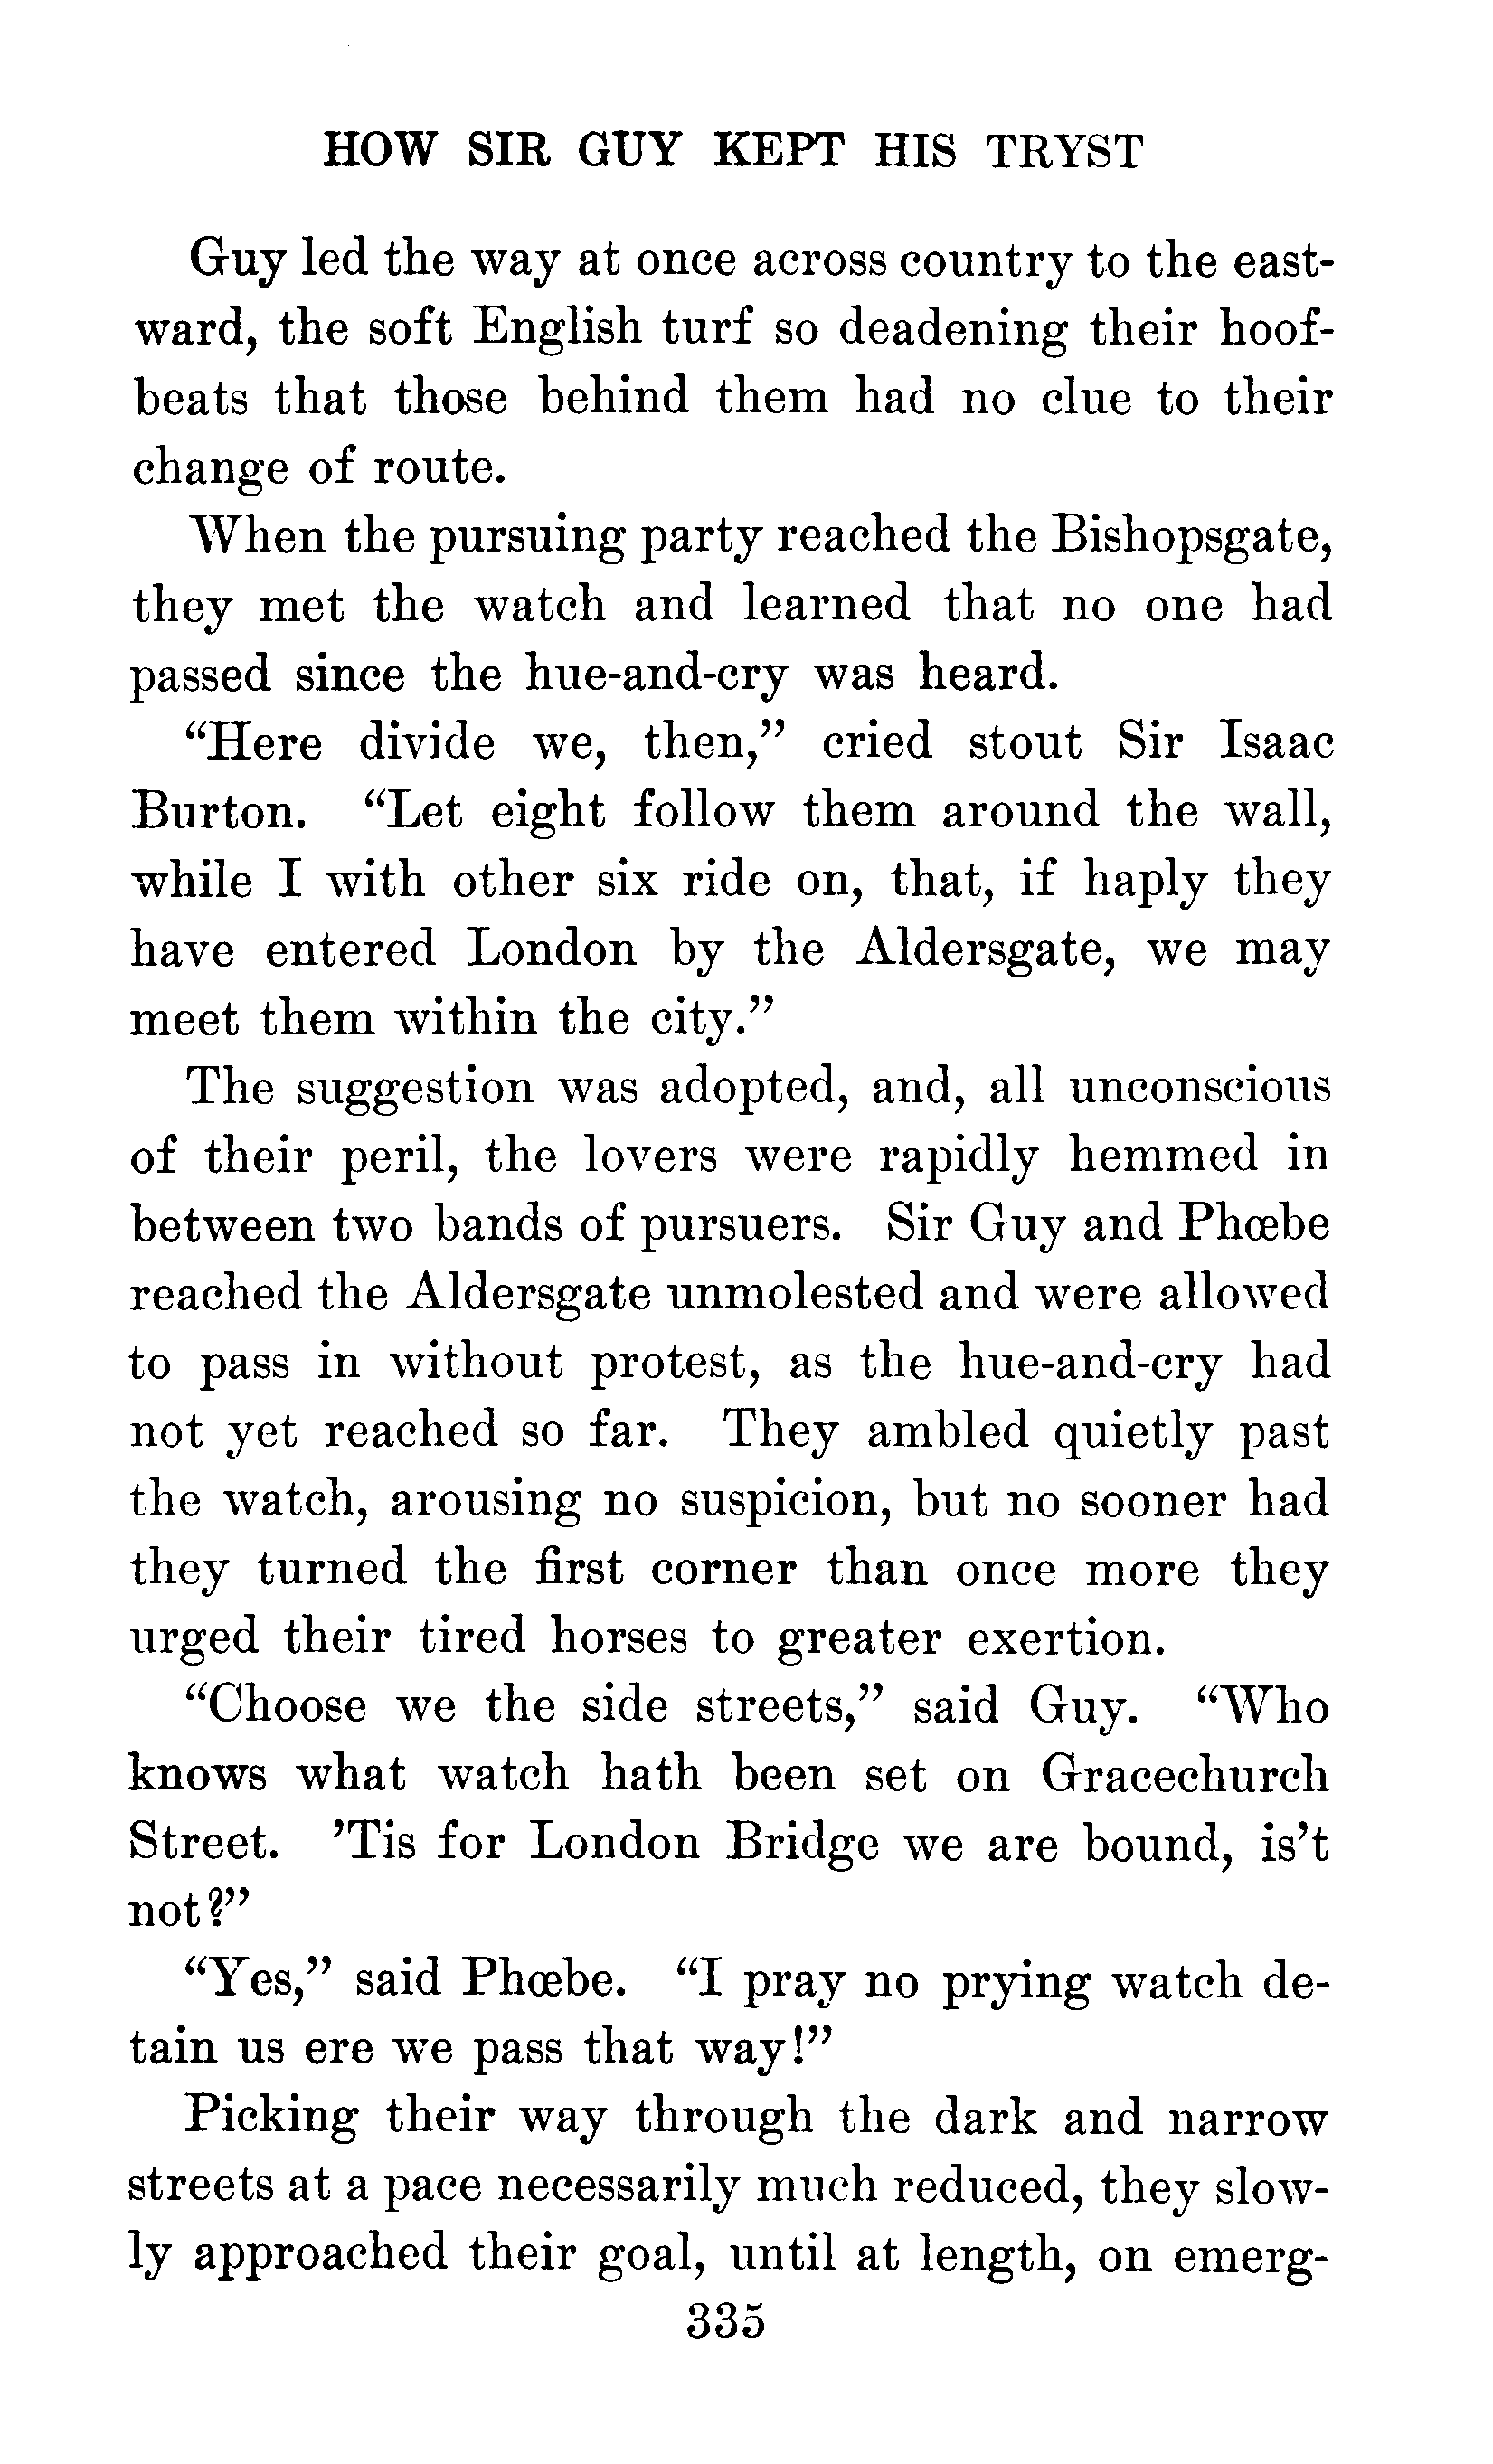 HOW SIR GUY KEPT HIS TRYST
Guy led the way at once across country to the east-
ward, the soft English turf so deadening their hoof-
beats that those behind them had no clue to their
change of route.
When the pursuing party reached the Bishopsgate,
they met the watch and learned that no one had
passed since the hue-and-cry was heard.
“Here divide we, then,” cried stout Sir Isaac
Burton. “Let eight follow them around the wall,
while I with other six ride on, that, if haply they
have entered London by the Aldersgate, we may
meet them within the city.”
The suggestion was adopted, and, all unconscious
of their peril, the lovers were rapidly hemmed in
between two bands of pursuers. Sir Guy and Phœbe
reached the Aldersgate unmolested and were allowed
to pass in without protest, as the hue-and-cry had
not yet reached so far. They ambled quietly past
the watch, arousing no suspicion, but no sooner had
they turned the first corner than once more they
urged their tired horses to greater exertion.
“Choose we the side streets,” said Guy. “Who
knows what watch hath been set on Gracechurch
Street. ’Tis for London Bridge we are bound, is’t
not?”
“Yes,” said Phœbe. “I pray no prying watch de-
tain us ere we pass that way!”
Picking their way through the dark and narrow
streets at a pace necessarily much reduced, they slow-
ly approached their goal, until at length, on emerg-
335